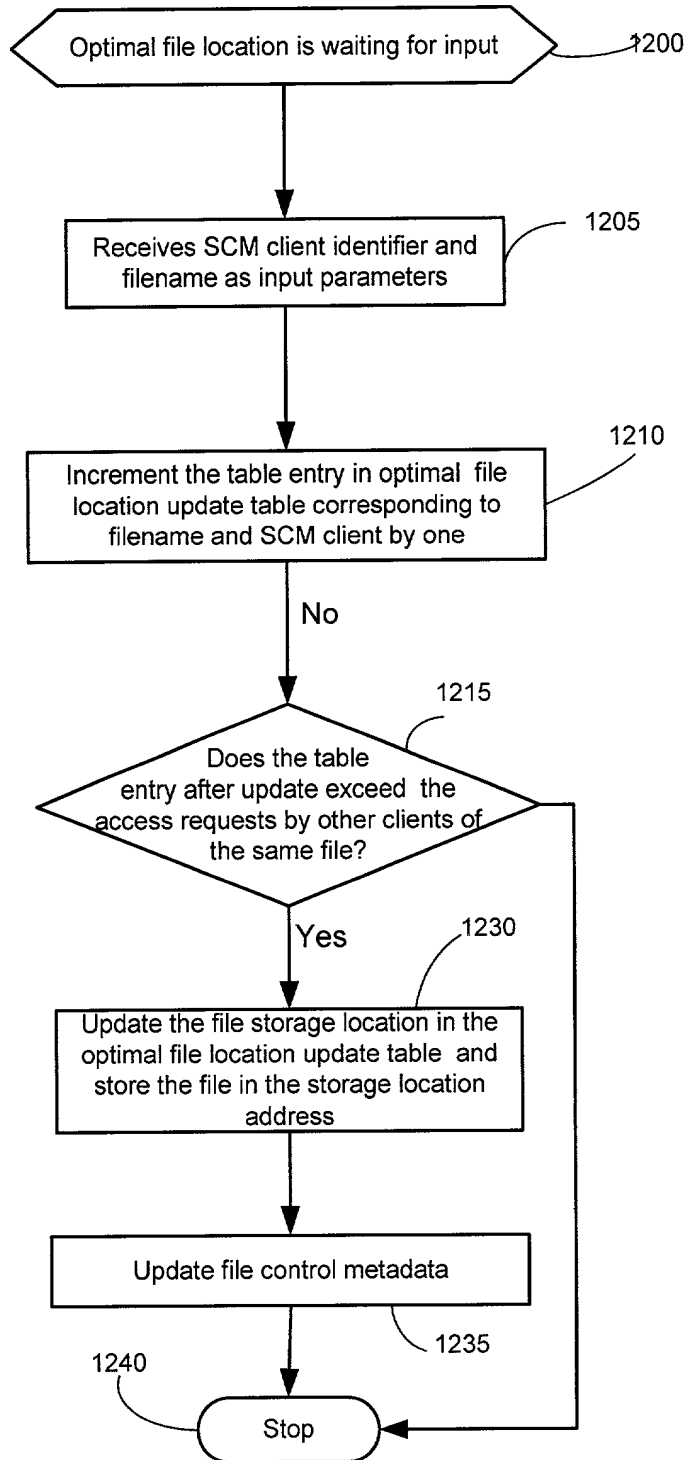 Optimal file location is waiting for input
1200
1205
Receives SCM client identifier and
filename as input parameters
1210
Increment the table entry in optimal file
location update table corresponding to
filename and SCM client by one
No
1215
Does the table
entry after update exceed the
access requests by other clients of
the same file?
Yes
1230
Update the file storage location in the
optimal file location update table and
store the file in the storage location
address
Update file control metadata
1235
1240
Stop